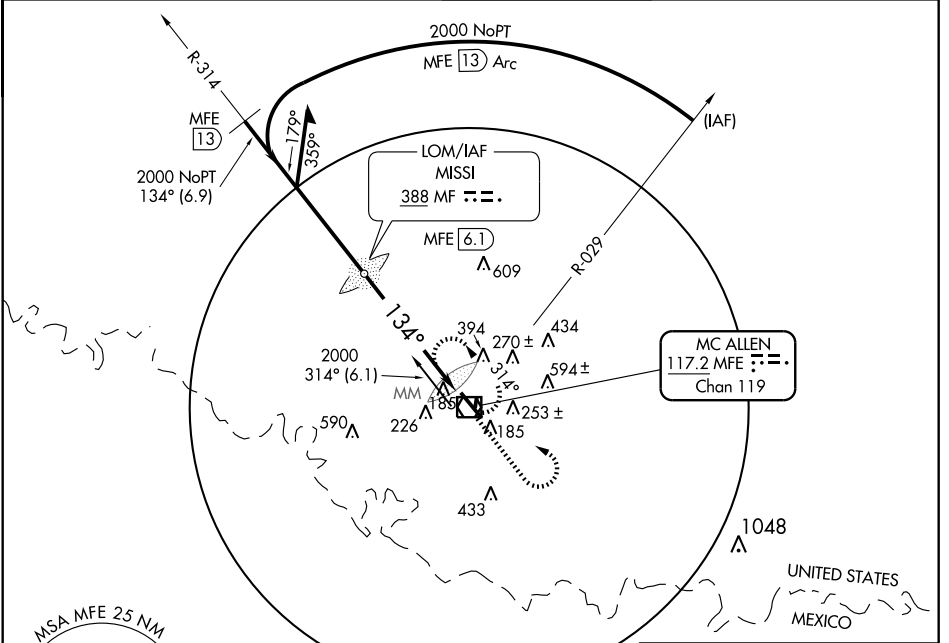 2000 NoPT
MFE 13 Arc
R-314
MFE
13
(IAF)
179°
359°
2000 NoPT
134° (6.9)
LOM/IAF
MISSI
388 MF
MFE 6.1
609
R-029
134°
394
270 ±
434
314°
2000
314° (6.1)
594 ±
MC ALLEN
117.2 MFE
Chan 119
MM
185
226
253 ±
185
590
433
1048
UNITED STATES
MEXICO
MSA MFE 25 NM